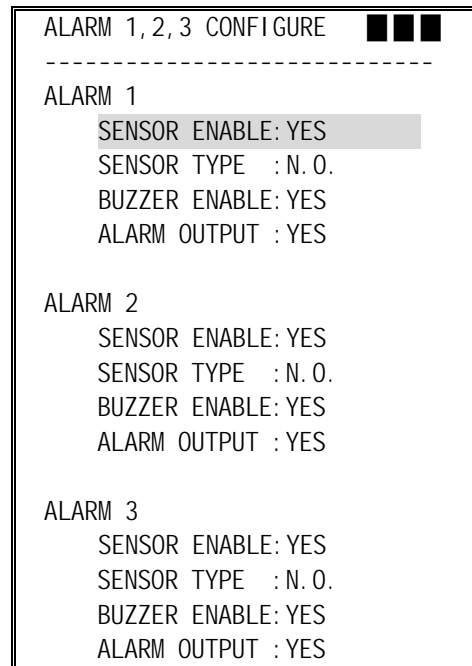 ALARM 1,2,3 CONFIGURE
-----------------------------
ALARM 1
SENSOR ENABLE:YES
SENSOR TYPE :N.O.
BUZZER ENABLE:YES
ALARM OUTPUT :YES
ALARM 2
SENSOR ENABLE:YES
SENSOR TYPE :N.O.
BUZZER ENABLE:YES
ALARM OUTPUT :YES
ALARM 3
SENSOR ENABLE:YES
SENSOR TYPE :N.O.
BUZZER ENABLE:YES
ALARM OUTPUT :YES